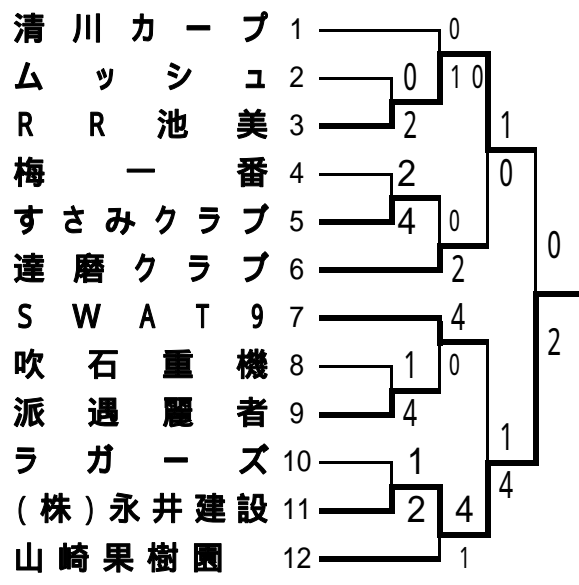 清川カープ 1
ムッシュ 2
RR池美 3
梅一番 4
すさみクラブ 5
達磨クラブ 6
SWAT9 7
吹石重機 8
派遇麗者 9
ラガーズ 10
(株)永井建設 11
山崎果樹園 12
0
10
0
2
2
4
0
2
1
0
4
0
1
4
1
2
4
1
1
4
0
2